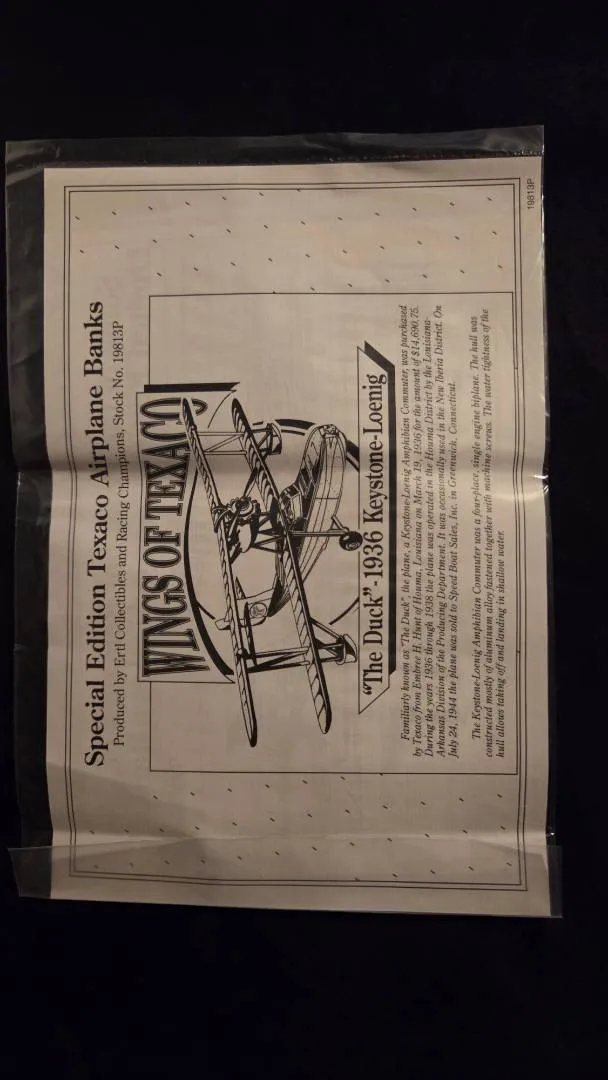 Special Edition Texaco Airplane Banks
Produced by Ertl Collectibles and Racing Champions, Stock No. 19813P
WINGS OF TEXACO
"The Duck"-1936 Keystone-Loenig
Familiarly known as "The Duck", the plane, a Keystone-Loenig Amphibian Commuter, was purchased
by Texaco from Embree H. Hunt of Houma, Louisiana on March 19, 1936 for the amount of $14,690.75.
During the years 1936 through 1938 the plane was operated in the Houma District by the Louisiana-
Arkansas Division of the Producing Department. It was occasionally used in the New Iberia District. On
July 24, 1944 the plane was sold to Speed Boat Sales, Inc. in Greenwick, Connecticut.
The Keystone-Loenig Amphibian Commuter was a four-place, single engine biplane. The hull was
constructed mostly of aluminum alloy fastened together with machine screws. The water tightness of the
hull allows taking off and landing in shallow water.
19813P